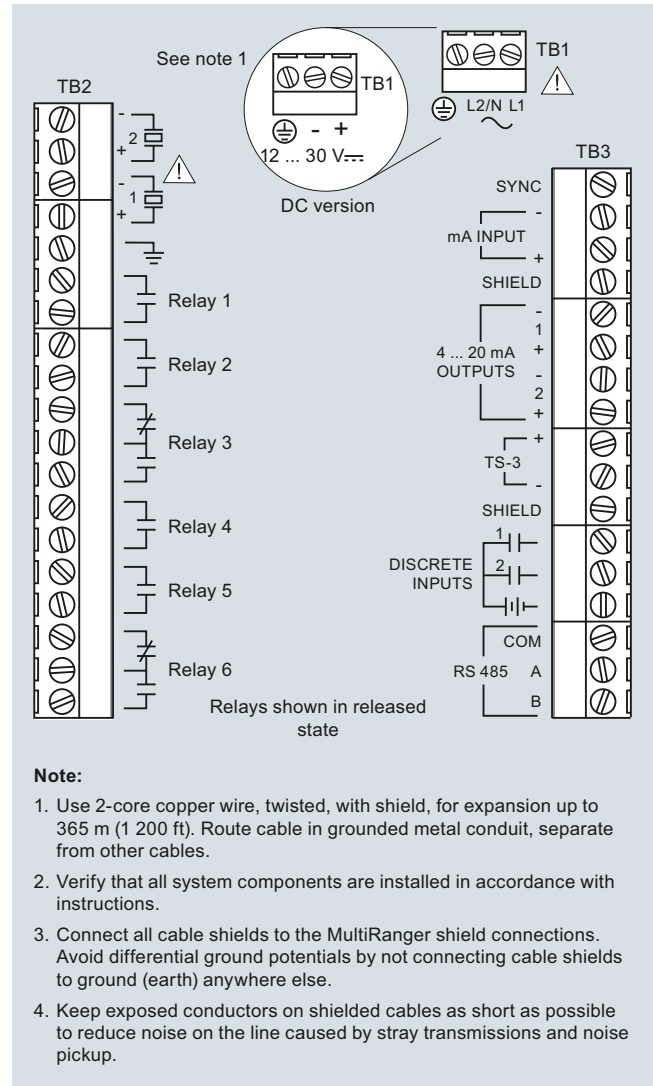 See note 1
TB1
TB1
L2/N L1
- +
12 ... 30 V
DC version
TB2
-
2
+
-
1
+
Relay 1
Relay 2
Relay 3
Relay 4
Relay 5
Relay 6
Relays shown in released
state
TB3
SYNC
-
mA INPUT
+
SHIELD
-
1
+
4 ... 20 mA
OUTPUTS
-
2
+
+
TS-3
-
SHIELD
1
DISCRETE
INPUTS
2
COM
RS 485 A
B
Note:
1. Use 2-core copper wire, twisted, with shield, for expansion up to
365 m (1 200 ft). Route cable in grounded metal conduit, separate
from other cables.
2. Verify that all system components are installed in accordance with
instructions.
3. Connect all cable shields to the MultiRanger shield connections.
Avoid differential ground potentials by not connecting cable shields
to ground (earth) anywhere else.
4. Keep exposed conductors on shielded cables as short as possible
to reduce noise on the line caused by stray transmissions and noise
pickup.